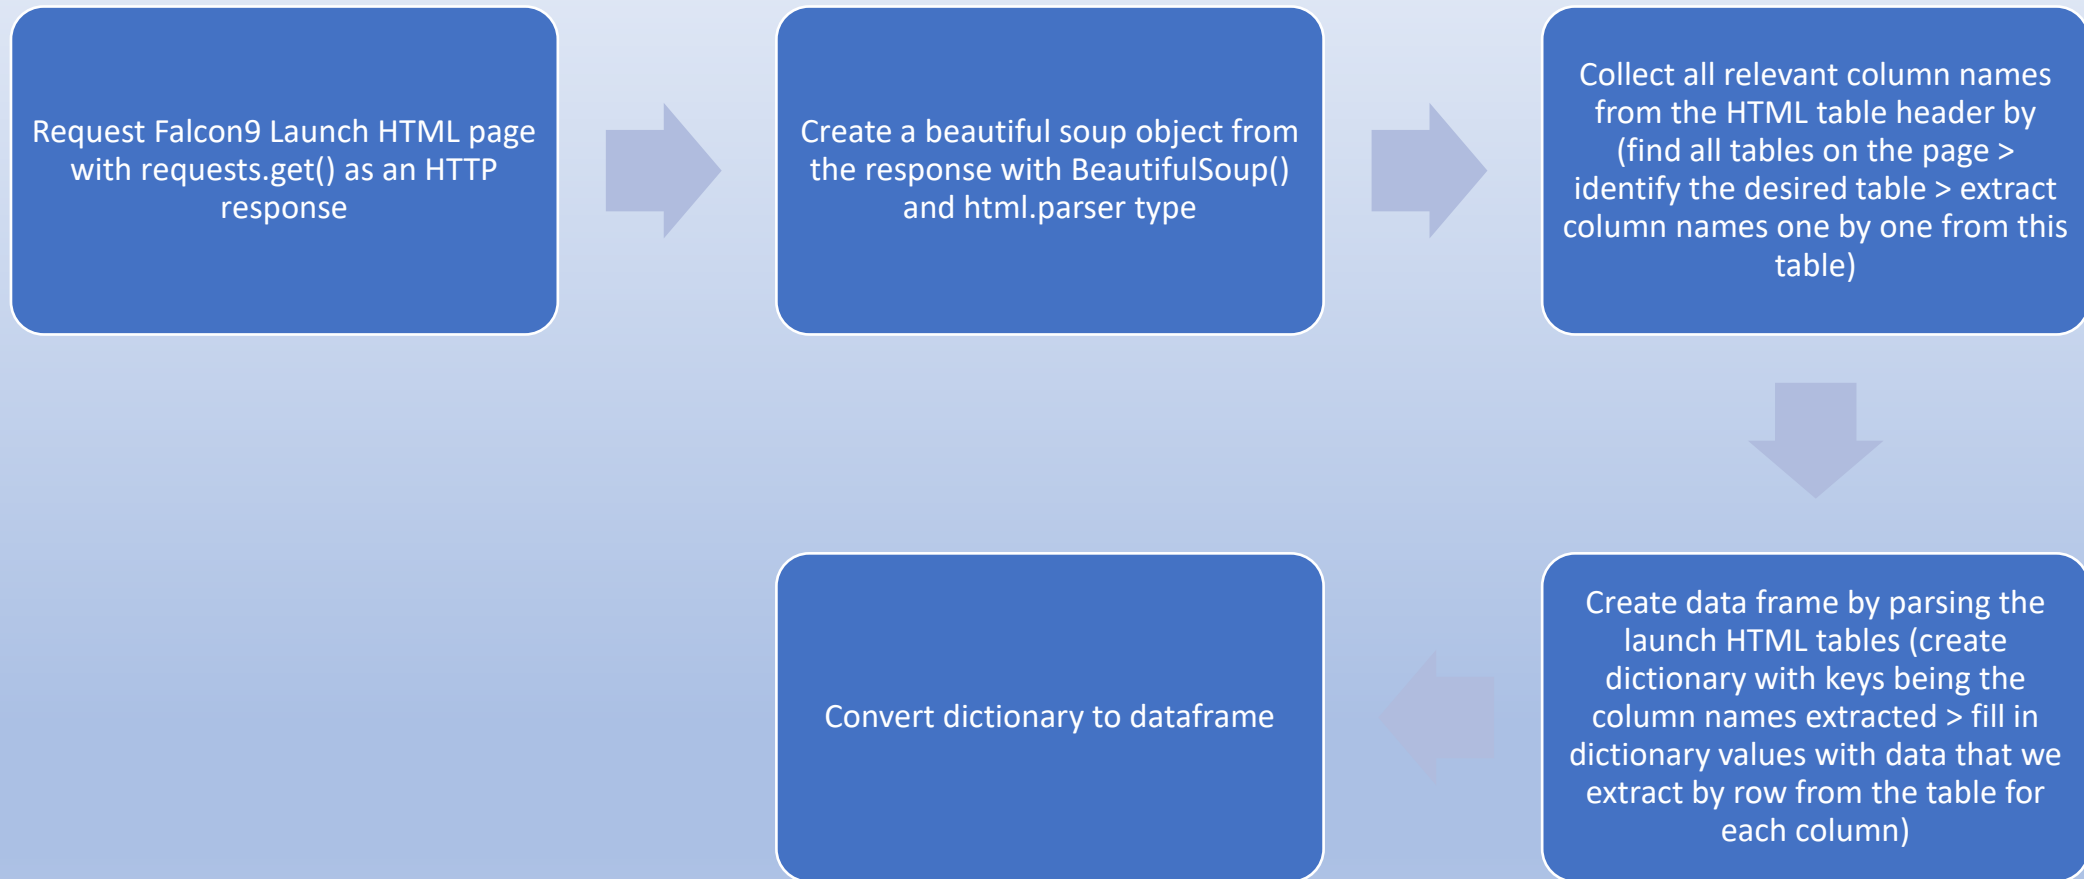 Request Falcon9 Launch HTML page
with requests.get() as an HTTP
response
Create a beautiful soup object from
the response with BeautifulSoup()
and html.parser type
Collect all relevant column names
from the HTML table header by
(find all tables on the page >
identify the desired table > extract
column names one by one from this
table)
Create data frame by parsing the
launch HTML tables (create
dictionary with keys being the
column names extracted > fill in
dictionary values with data that we
extract by row from the table for
each column)
Convert dictionary to dataframe